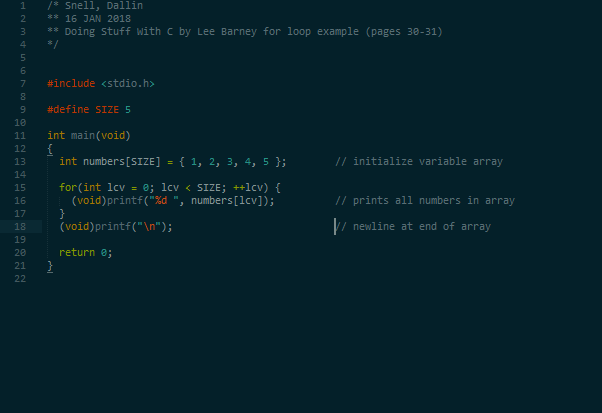 1 /* Snell, Dallin
2 ** 16 JAN 2018
3 ** Doing Stuff With C by Lee Barney for loop example (pages 30-31)
4 */
5
6
7 #include <stdio.h>
8
9 #define SIZE 5
10
11 int main(void)
12 {
13   int numbers[SIZE] = { 1, 2, 3, 4, 5 };        // initialize variable array
14
15   for(int lcv = 0; lcv < SIZE; ++lcv) {
16     (void)printf("%d ", numbers[lcv]);          // prints all numbers in array
17   }
18   (void)printf("\n");                           // newline at end of array
19
20   return 0;
21 }
22